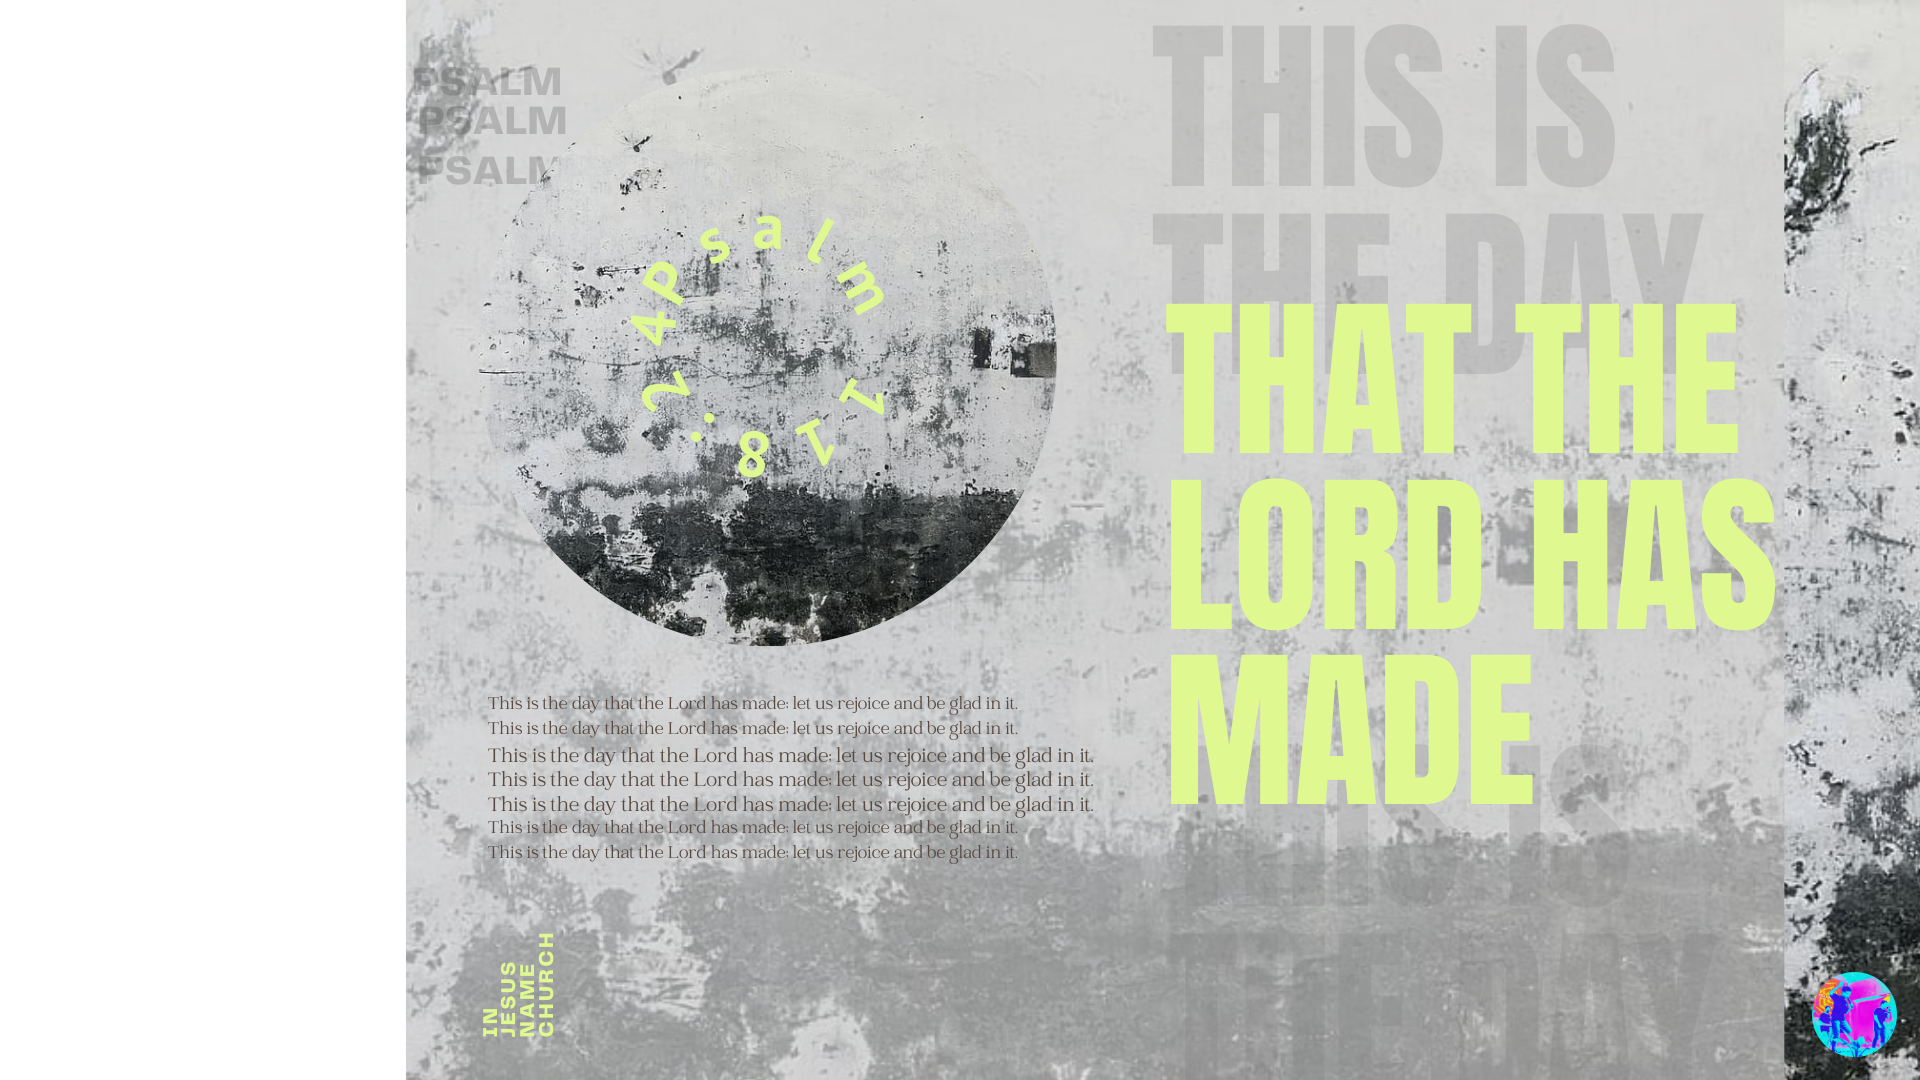 PSALM
PSALM
PSALM
Psalm 118:24
THIS IS
THE DAY
THAT THE
LORD HAS
MADE
THIS IS
THE DAY
This is the day that the Lord has made; let us rejoice and be glad in it.
This is the day that the Lord has made; let us rejoice and be glad in it.
This is the day that the Lord has made; let us rejoice and be glad in it.
This is the day that the Lord has made; let us rejoice and be glad in it.
This is the day that the Lord has made; let us rejoice and be glad in it.
This is the day that the Lord has made; let us rejoice and be glad in it.
This is the day that the Lord has made; let us rejoice and be glad in it.
IN
JESUS
NAME
CHURCH